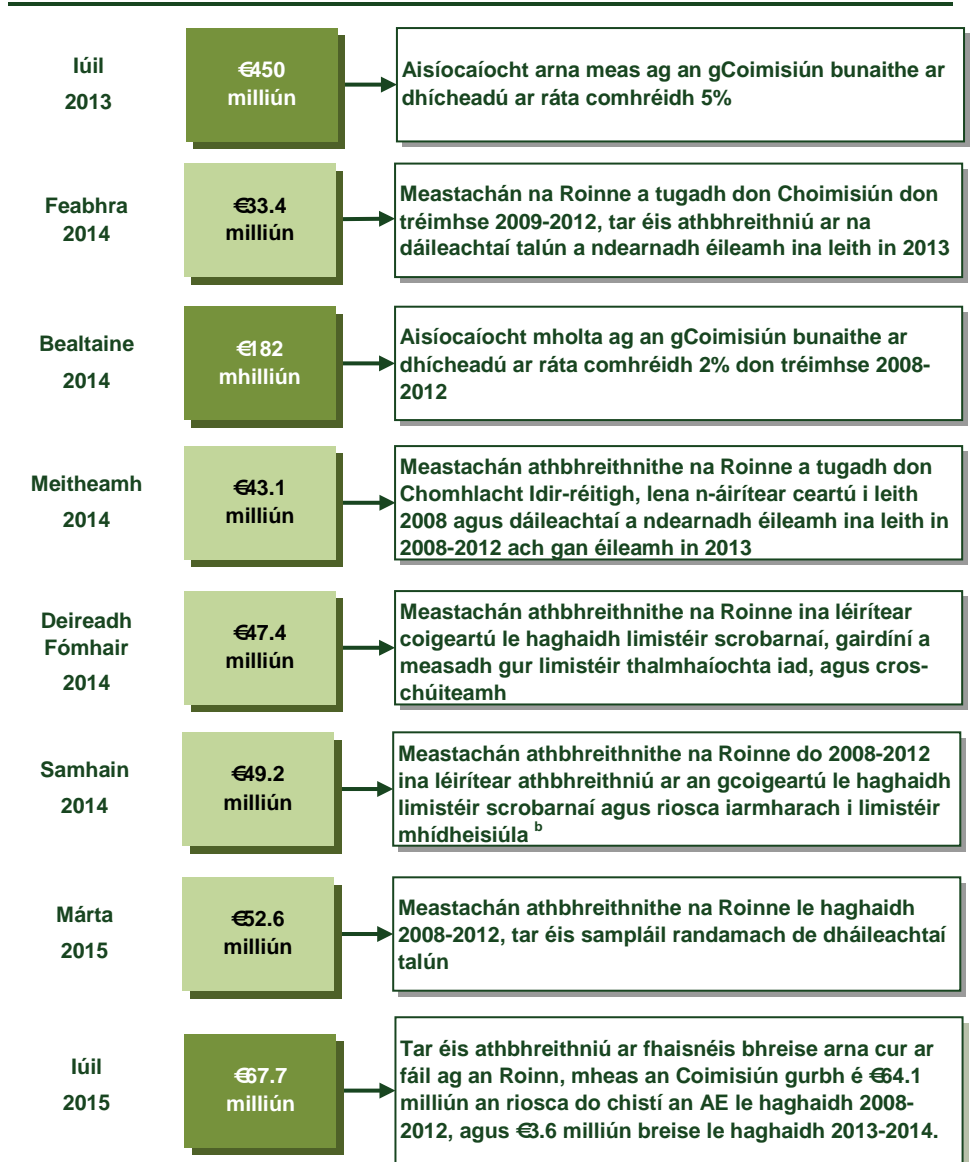 Iúil
2013
€450
milliún
Aisíocaíocht arna meas ag an gCoimisiún bunaithe ar
dhícheadú ar ráta comhréidh 5%
Feabhra
2014
€33.4
milliún
Meastachán na Roinne a tugadh don Choimisiún don
tréimhse 2009-2012, tar éis athbhreithniú ar na
dáileachtaí talún a ndearnadh éileamh ina leith in 2013
Bealtaine
2014
€182
mhilliún
Aisíocaíocht mholta ag an gCoimisiún bunaithe ar
dhícheadú ar ráta comhréidh 2% don tréimhse 2008-
2012
Meitheamh
2014
€43.1
milliún
Meastachán athbhreithnithe na Roinne a tugadh don
Chomhlacht Idir-réitigh, lena n-áirítear ceartú i leith
2008 agus dáileachtaí a ndearnadh éileamh ina leith in
2008-2012 ach gan éileamh in 2013
Deireadh
Fómhair
2014
€47.4
milliún
Meastachán athbhreithnithe na Roinne ina léirítear
coigeartú le haghaidh limistéir scrobarnaí, gairdíní a
measadh gur limistéir thalmhaíochta iad, agus cros-
chúiteamh
Samhain
2014
€49.2
milliún
Meastachán athbhreithnithe na Roinne do 2008-2012
ina léirítear athbhreithniú ar an gcoigeartú le haghaidh
limistéir scrobarnaí agus riosca iarmharach i limistéir
mhídheisiúla b
Márta
2015
€52.6
milliún
Meastachán athbhreithnithe na Roinne le haghaidh
2008-2012, tar éis sampláil randamach de dháileachtaí
talún
Iúil
2015
€67.7
milliún
Tar éis athbhreithniú ar fhaisnéis bhreise arna cur ar
fáil ag an Roinn, mheas an Coimisiún gurbh é €64.1
milliún an riosca do chistí an AE le haghaidh 2008-
2012, agus €3.6 milliún breise le haghaidh 2013-2014.